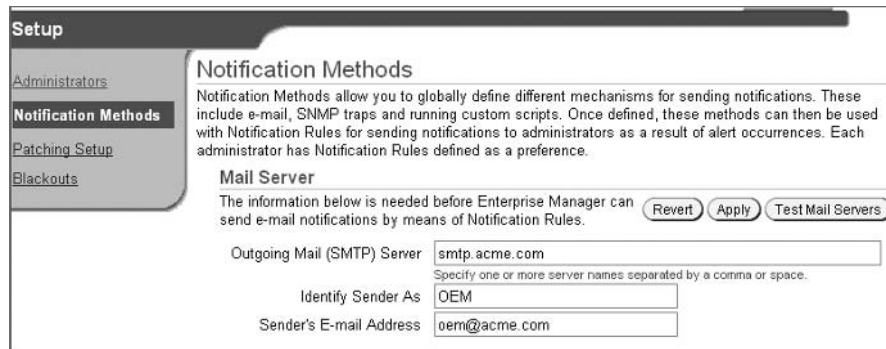 Setup
Administrators
Notification Methods
Patching Setup
Blackouts
Notification Methods
Notification Methods allow you to globally define different mechanisms for sending notifications. These
include e-mail, SNMP traps and running custom scripts. Once defined, these methods can then be used
with Notification Rules for sending notifications to administrators as a result of alert occurrences. Each
administrator has Notification Rules defined as a preference.
Mail Server
The information below is needed before Enterprise Manager can
send e-mail notifications by means of Notification Rules.
Revert Apply Test Mail Servers
Outgoing Mail (SMTP) Server smtp.acme.com
Specify one or more server names separated by a comma or space.
Identify Sender As OEM
Sender's E-mail Address oem@acme.com